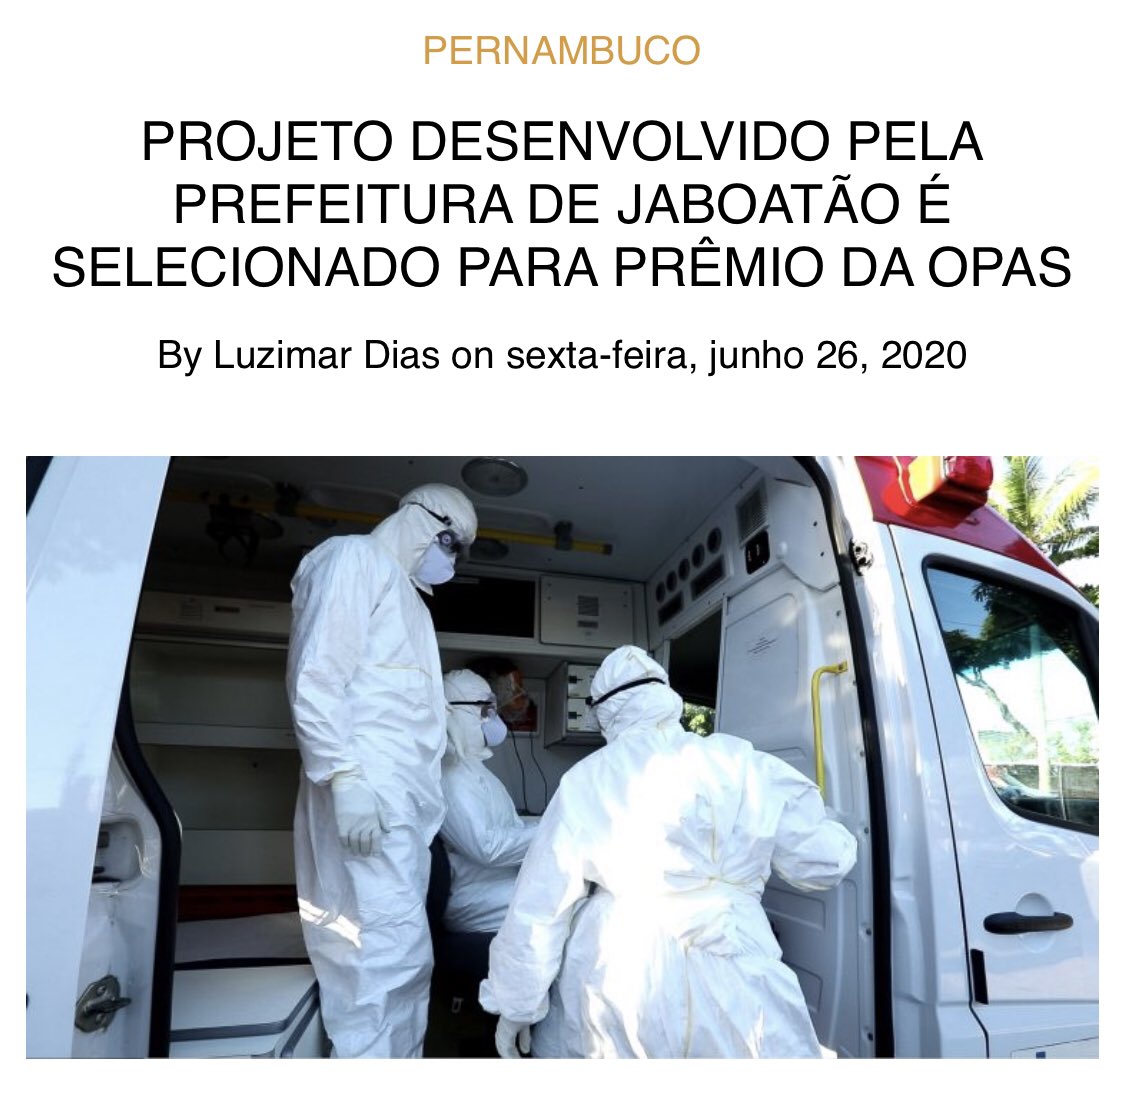 PERNAMBUCO
PROJETO DESENVOLVIDO PELA
PREFEITURA DE JABOATÃO É
SELECIONADO PARA PRÊMIO DA OPAS
By Luzimar Dias on sexta-feira, junho 26, 2020